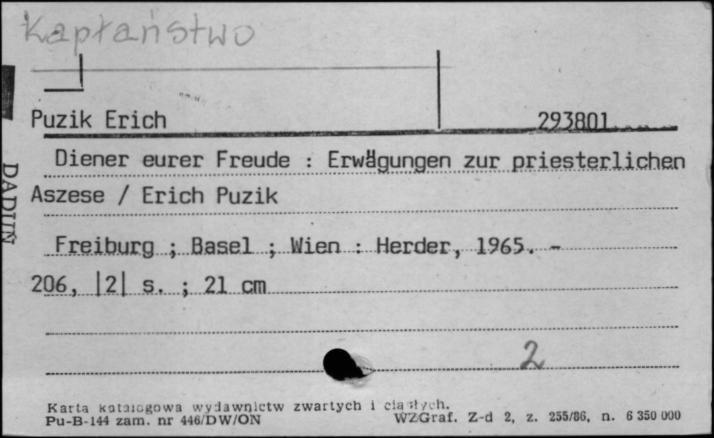 Kapłaństwo
Puzik Erich 293801
Diener eurer Freude : Erwägungen zur priesterlichen
Aszese / Erich Puzik
Freiburg ; Basel ; Wien : Herder, 1965. -
206, |2| s. ; 21 cm
2
Karta katalogowa wydawnictw zwartych i ciągłych.
Pu-B-144 zam. nr 446/DW/ON WZGraf. Z-d 2, z. 255/86, n. 6 350 000